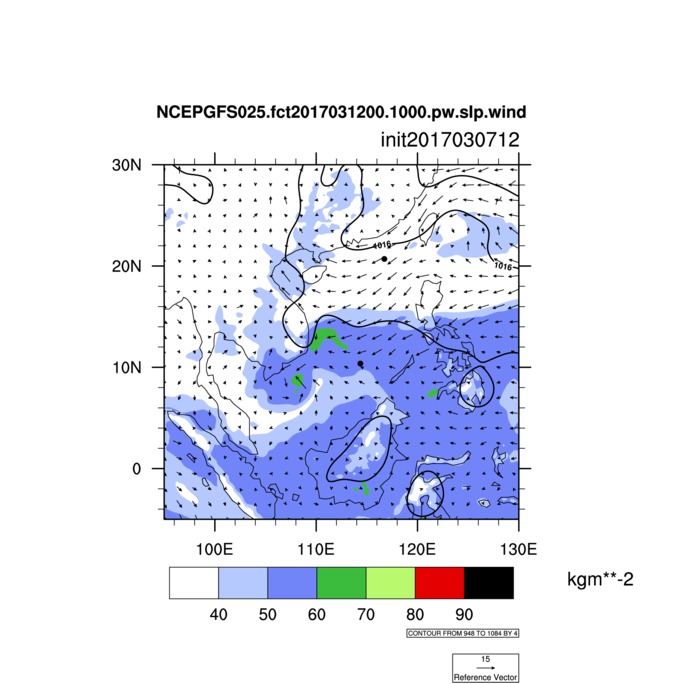 NCEPGFS025.fct2017031200.1000.pw.slp.wind
init2017030712
30N
1016
20N
1016
10N
0
100E 110E 120E 130E
kgm**-2
40 50 60 70 80 90
CONTOUR FROM 948 TO 1084 BY 4
15
Reference Vector